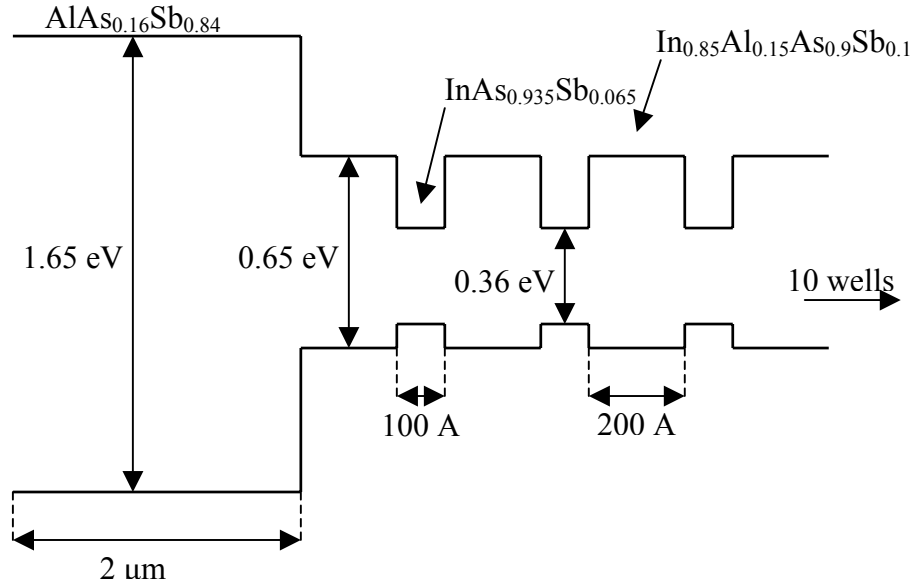 AlAs₀.₁₆Sb₀.₈₄
In₀.₈₅Al₀.₁₅As₀.₉Sb₀.₁
InAs₀.₉₃₅Sb₀.₀₆₅
1.65 eV
0.65 eV
0.36 eV
10 wells
100 A
200 A
2 μm